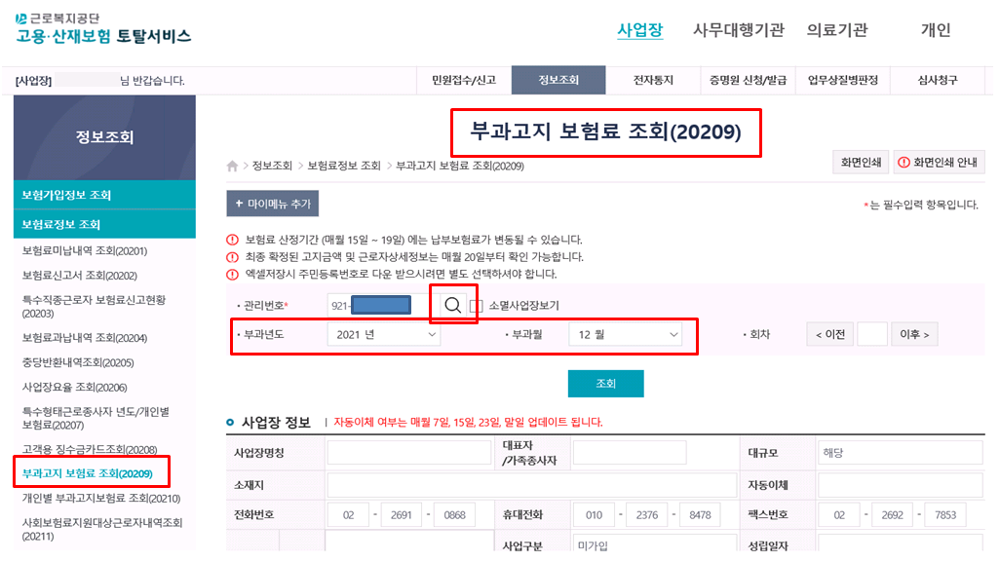 근로복지공단
고용·산재보험 토탈서비스
사업장 사무대행기관 의료기관 개인
[사업장] 님 반갑습니다.
민원접수/신고 정보조회 전자통지 증명원 신청/발급 업무상질병판정 심사청구
정보조회
보험가입정보 조회
보험료정보 조회
보험료미납내역 조회(20201)
보험료신고서 조회(20202)
특수직종근로자 보험료신고현황
(20203)
보험료과납내역 조회(20204)
충당반환내역조회(20205)
사업장요율 조회(20206)
특수형태근로종사자 년도/개인별
보험료(20207)
고객용 징수금카드조회(20208)
부과고지 보험료 조회(20209)
개인별 부과고지보험료 조회(20210)
사회보험료지원대상근로자내역조회
(20211)
부과고지 보험료 조회(20209)
화면인쇄 화면인쇄 안내
> 정보조회 > 보험료정보 조회 > 부과고지 보험료 조회(20209)
+ 마이메뉴 추가
*는 필수입력 항목입니다.
보험료 산정기간 (매월 15일 ~ 19일) 에는 납부보험료가 변동될 수 있습니다.
최종 확정된 고지금액 및 근로자상세정보는 매월 20일부터 확인 가능합니다.
엑셀저장시 주민등록번호로 다운 받으시려면 별도 선택하셔야 합니다.
· 관리번호* 921- 소멸사업장보기
· 부과년도 2021 년 · 부과월 12 월 · 회차 < 이전 이후 >
조회
사업장 정보 | 자동이체 여부는 매월 7일, 15일, 23일, 말일 업데이트 됩니다.
사업장명칭 대표자
/가족종사자 대규모 해당
소재지 자동이체
전화번호 02 - 2691 - 0868 휴대전화 010 - 2376 - 8478 팩스번호 02 - 2692 - 7853
사업구분 미가입 성립일자